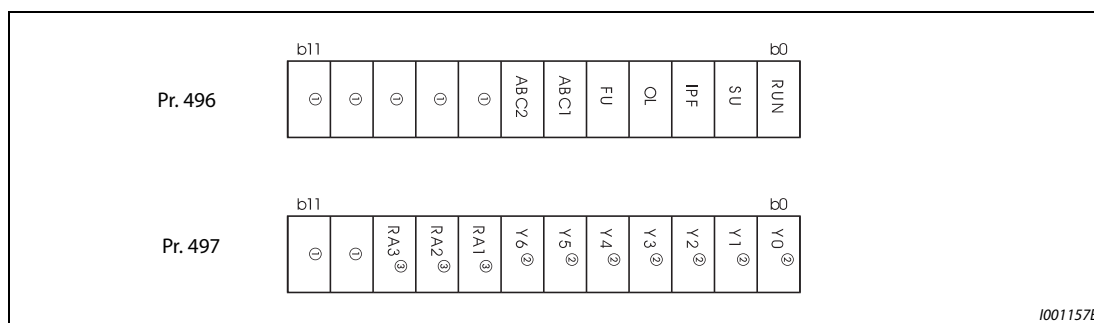 b11 b0
Pr. 496 ① ① ① ① ① ABC2 ABC1 FU OL IPF SU RUN
b11 b0
Pr. 497 ① ① RA3③ RA2③ RA1③ Y6② Y5② Y4② Y3② Y2② Y1② Y0②
I001157E